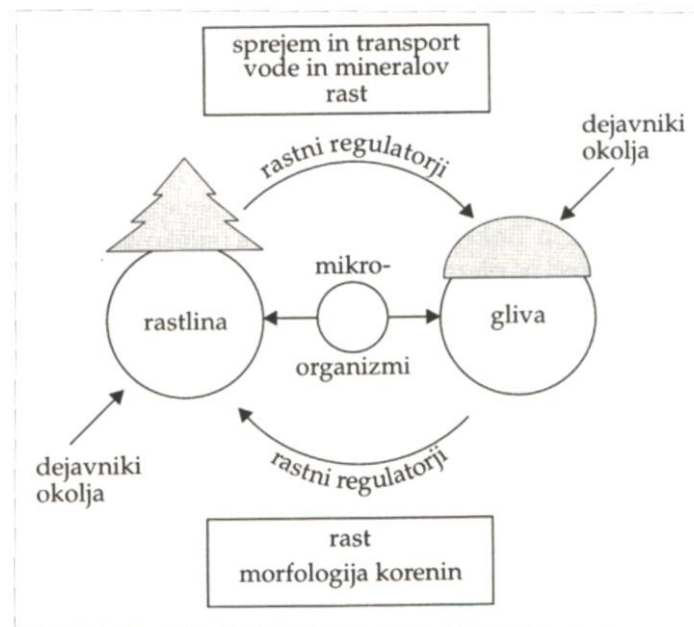 sprejem in transport
vode in mineralov
rast
dejavniki
okolja
rastni regulatorji
mikro-
rastlina
gliva
organizmi
dejavniki
okolja
rastni regulatorji
rast
morfologija korenin